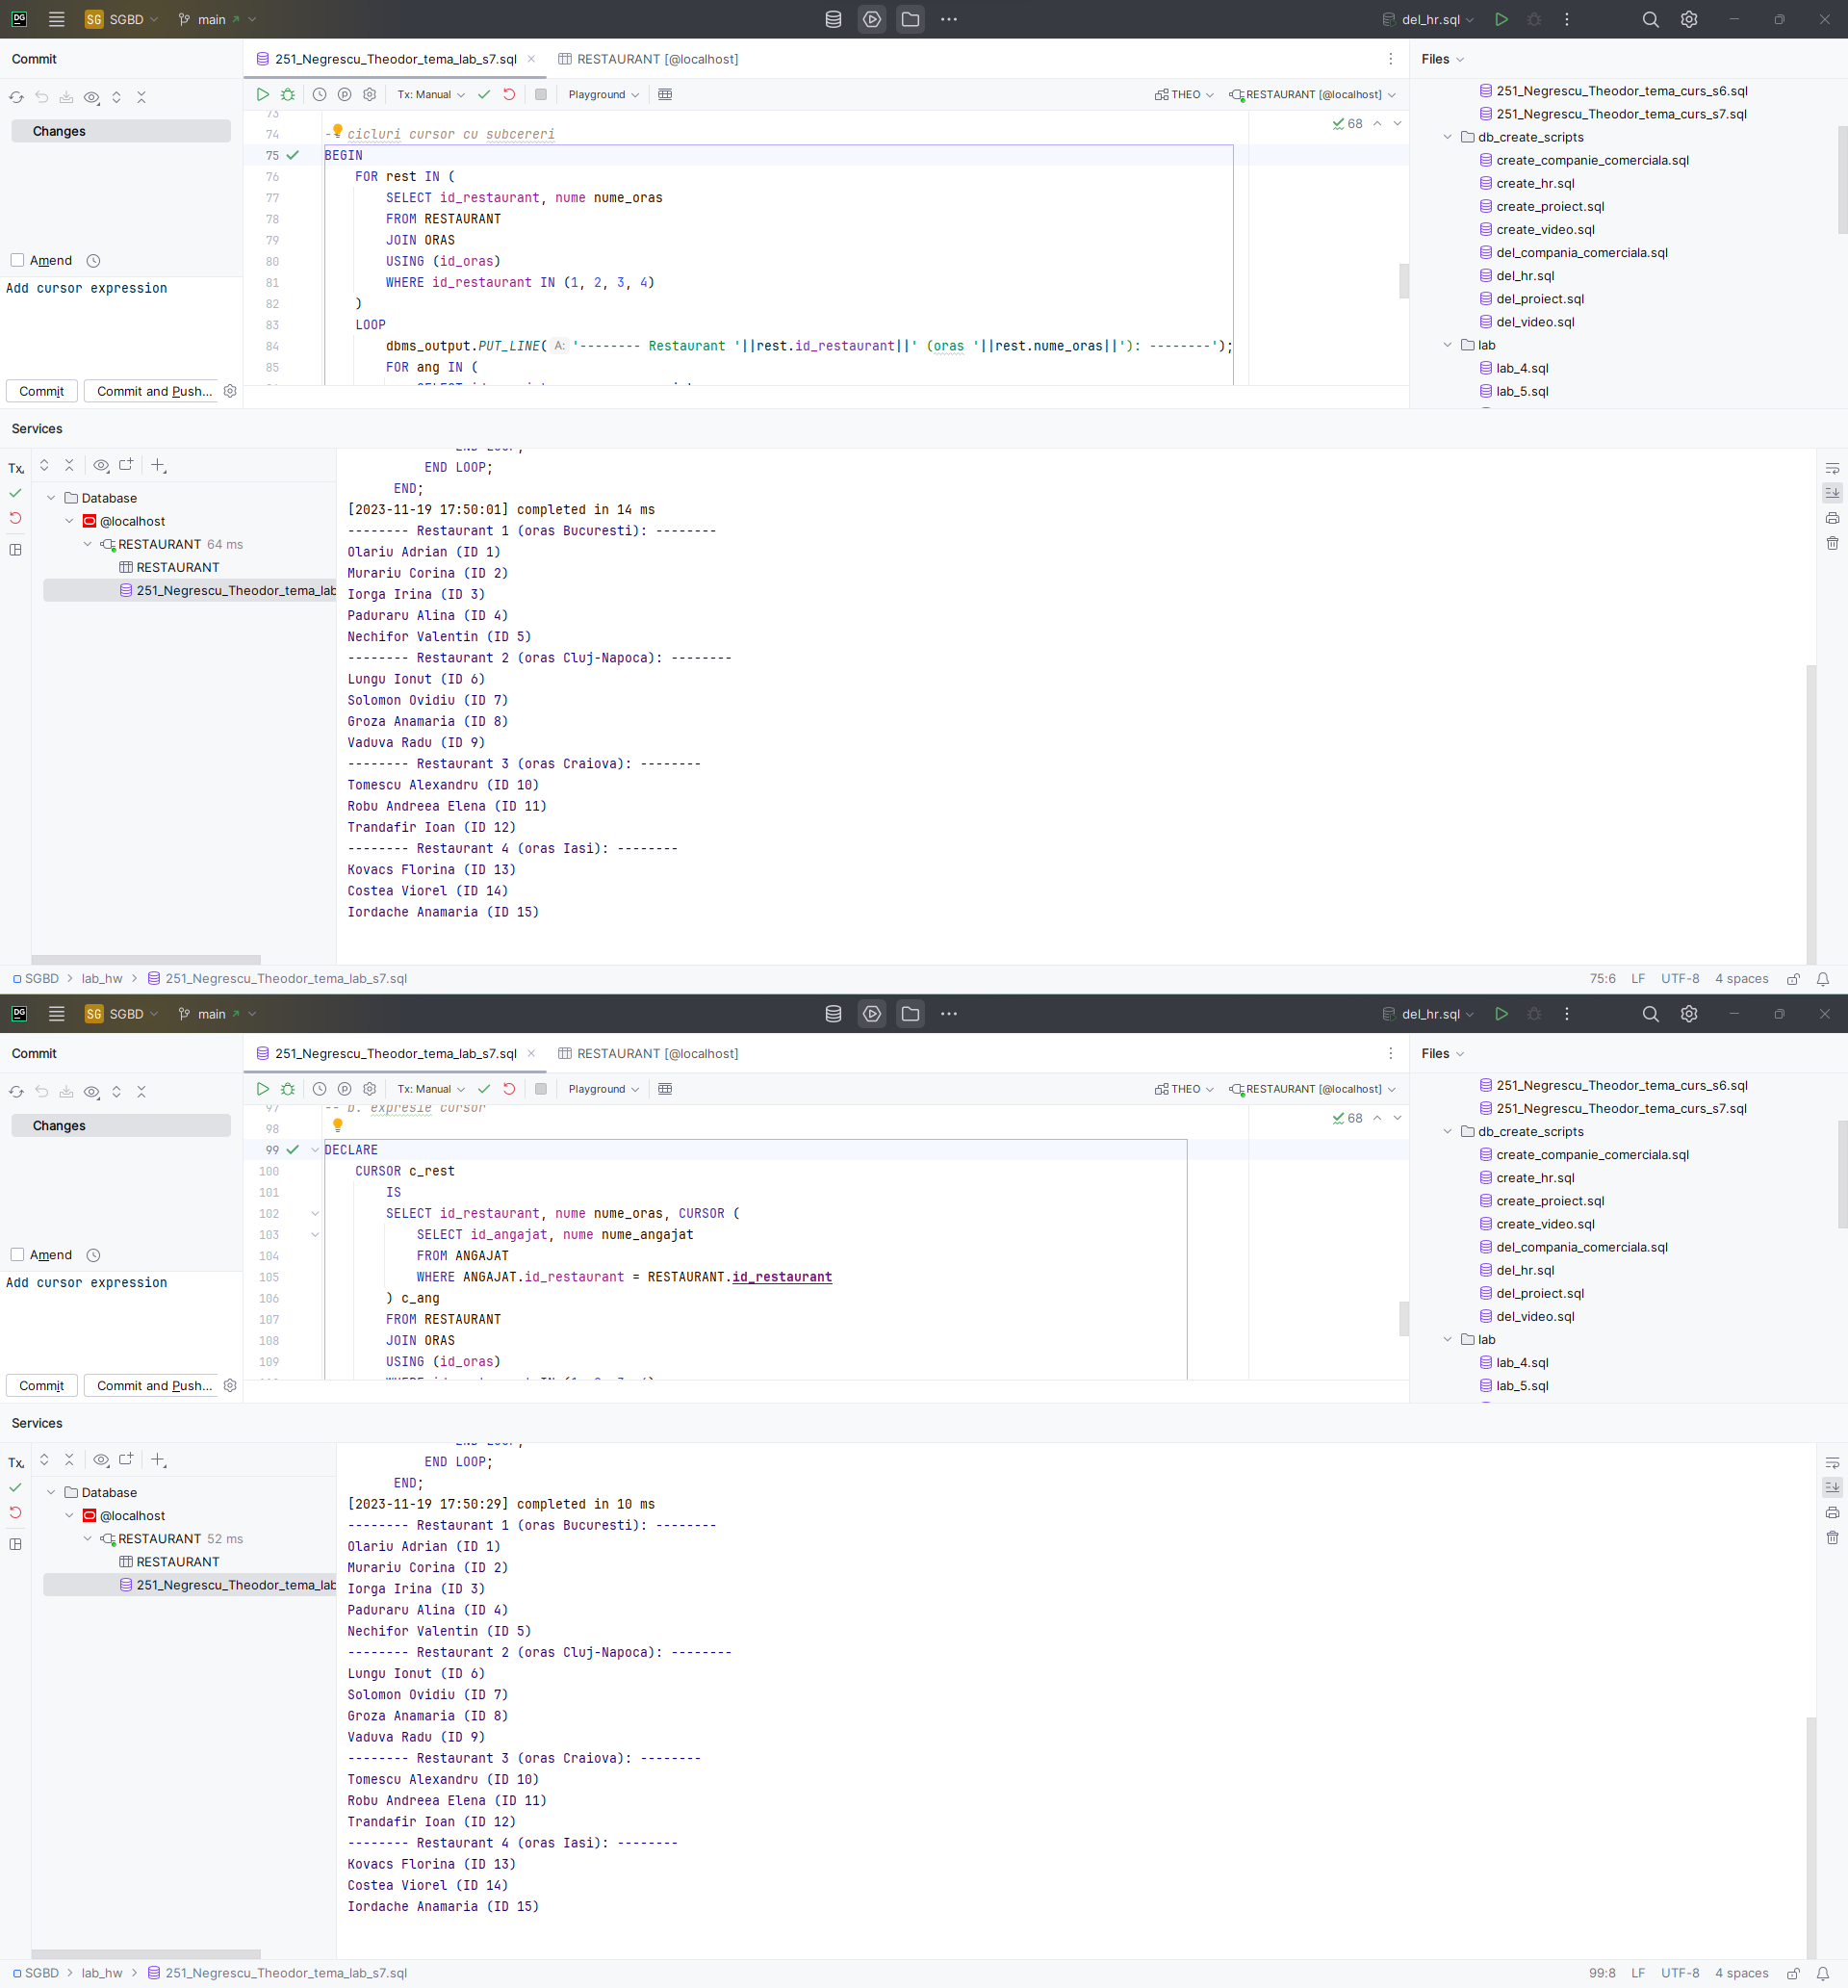 DG SG SGBD main del_hr.sql
Commit
251_Negrescu_Theodor_tema_lab_s7.sql RESTAURANT [@localhost]
Files
Tx: Manual Playground THEO RESTAURANT [@localhost]
Changes
Amend
Add cursor expression
Commit Commit and Push...
73
74 -- cicluri cursor cu subcereri
68
75 BEGIN
76 FOR rest IN (
77 SELECT id_restaurant, nume nume_oras
78 FROM RESTAURANT
79 JOIN ORAS
80 USING (id_oras)
81 WHERE id_restaurant IN (1, 2, 3, 4)
82 )
83 LOOP
84 dbms_output.PUT_LINE( A: '-------- Restaurant '||rest.id_restaurant||' (oras '||rest.nume_oras||'): --------');
85 FOR ang IN (
251_Negrescu_Theodor_tema_curs_s6.sql
251_Negrescu_Theodor_tema_curs_s7.sql
db_create_scripts
create_companie_comerciala.sql
create_hr.sql
create_proiect.sql
create_video.sql
del_compania_comerciala.sql
del_hr.sql
del_proiect.sql
del_video.sql
lab
lab_4.sql
lab_5.sql
Services
Tx
Database
@localhost
RESTAURANT 64 ms
RESTAURANT
251_Negrescu_Theodor_tema_lab
END LOOP;
END LOOP;
END;
[2023-11-19 17:50:01] completed in 14 ms
-------- Restaurant 1 (oras Bucuresti): --------
Olariu Adrian (ID 1)
Murariu Corina (ID 2)
Iorga Irina (ID 3)
Paduraru Alina (ID 4)
Nechifor Valentin (ID 5)
-------- Restaurant 2 (oras Cluj-Napoca): --------
Lungu Ionut (ID 6)
Solomon Ovidiu (ID 7)
Groza Anamaria (ID 8)
Vaduva Radu (ID 9)
-------- Restaurant 3 (oras Craiova): --------
Tomescu Alexandru (ID 10)
Robu Andreea Elena (ID 11)
Trandafir Ioan (ID 12)
-------- Restaurant 4 (oras Iasi): --------
Kovacs Florina (ID 13)
Costea Viorel (ID 14)
Iordache Anamaria (ID 15)
SGBD > lab_hw > 251_Negrescu_Theodor_tema_lab_s7.sql
75:6 LF UTF-8 4 spaces
DG SG SGBD main del_hr.sql
Commit
251_Negrescu_Theodor_tema_lab_s7.sql RESTAURANT [@localhost]
Files
Tx: Manual Playground THEO RESTAURANT [@localhost]
Changes
Amend
Add cursor expression
Commit Commit and Push...
97 -- b. expresie cursor
98
68
99 DECLARE
100 CURSOR c_rest
101 IS
102 SELECT id_restaurant, nume nume_oras, CURSOR (
103 SELECT id_angajat, nume nume_angajat
104 FROM ANGAJAT
105 WHERE ANGAJAT.id_restaurant = RESTAURANT.id_restaurant
106 ) c_ang
107 FROM RESTAURANT
108 JOIN ORAS
109 USING (id_oras)
WHERE id_restaurant IN (1, 2, 3, 4)
251_Negrescu_Theodor_tema_curs_s6.sql
251_Negrescu_Theodor_tema_curs_s7.sql
db_create_scripts
create_companie_comerciala.sql
create_hr.sql
create_proiect.sql
create_video.sql
del_compania_comerciala.sql
del_hr.sql
del_proiect.sql
del_video.sql
lab
lab_4.sql
lab_5.sql
Services
Tx
Database
@localhost
RESTAURANT 52 ms
RESTAURANT
251_Negrescu_Theodor_tema_lab
END LOOP;
END LOOP;
END;
[2023-11-19 17:50:29] completed in 10 ms
-------- Restaurant 1 (oras Bucuresti): --------
Olariu Adrian (ID 1)
Murariu Corina (ID 2)
Iorga Irina (ID 3)
Paduraru Alina (ID 4)
Nechifor Valentin (ID 5)
-------- Restaurant 2 (oras Cluj-Napoca): --------
Lungu Ionut (ID 6)
Solomon Ovidiu (ID 7)
Groza Anamaria (ID 8)
Vaduva Radu (ID 9)
-------- Restaurant 3 (oras Craiova): --------
Tomescu Alexandru (ID 10)
Robu Andreea Elena (ID 11)
Trandafir Ioan (ID 12)
-------- Restaurant 4 (oras Iasi): --------
Kovacs Florina (ID 13)
Costea Viorel (ID 14)
Iordache Anamaria (ID 15)
SGBD > lab_hw > 251_Negrescu_Theodor_tema_lab_s7.sql
99:8 LF UTF-8 4 spaces